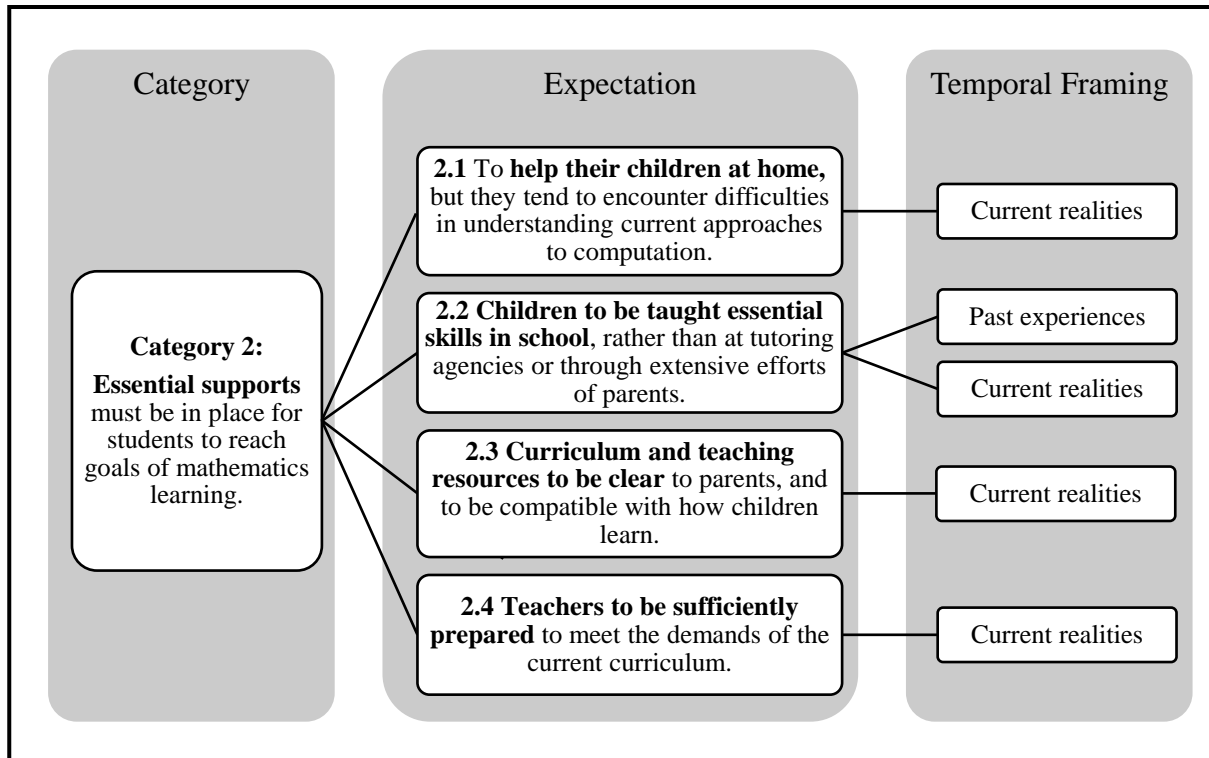 Category
Expectation
Temporal Framing
Category 2:
Essential supports
must be in place for
students to reach
goals of mathematics
learning.
2.1 To help their children at home,
but they tend to encounter difficulties
in understanding current approaches
to computation.
Current realities
2.2 Children to be taught essential
skills in school, rather than at tutoring
agencies or through extensive efforts
of parents.
Past experiences
Current realities
2.3 Curriculum and teaching
resources to be clear to parents, and
to be compatible with how children
learn.
Current realities
2.4 Teachers to be sufficiently
prepared to meet the demands of the
current curriculum.
Current realities